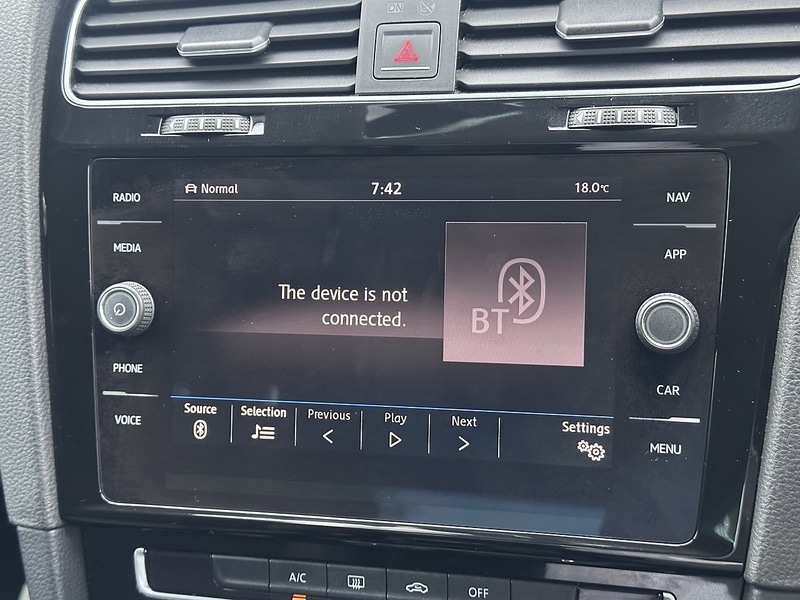 ON
RADIO
MEDIA
PHONE
VOICE
Normal 7:42 18.0°C
The device is not
connected.
BT
Source Selection Previous Play Next Settings
NAV
APP
CAR
MENU
A/C OFF